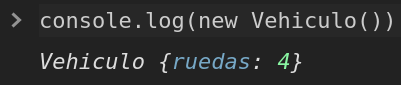 > console.log(new Vehiculo())
Vehiculo {ruedas: 4}